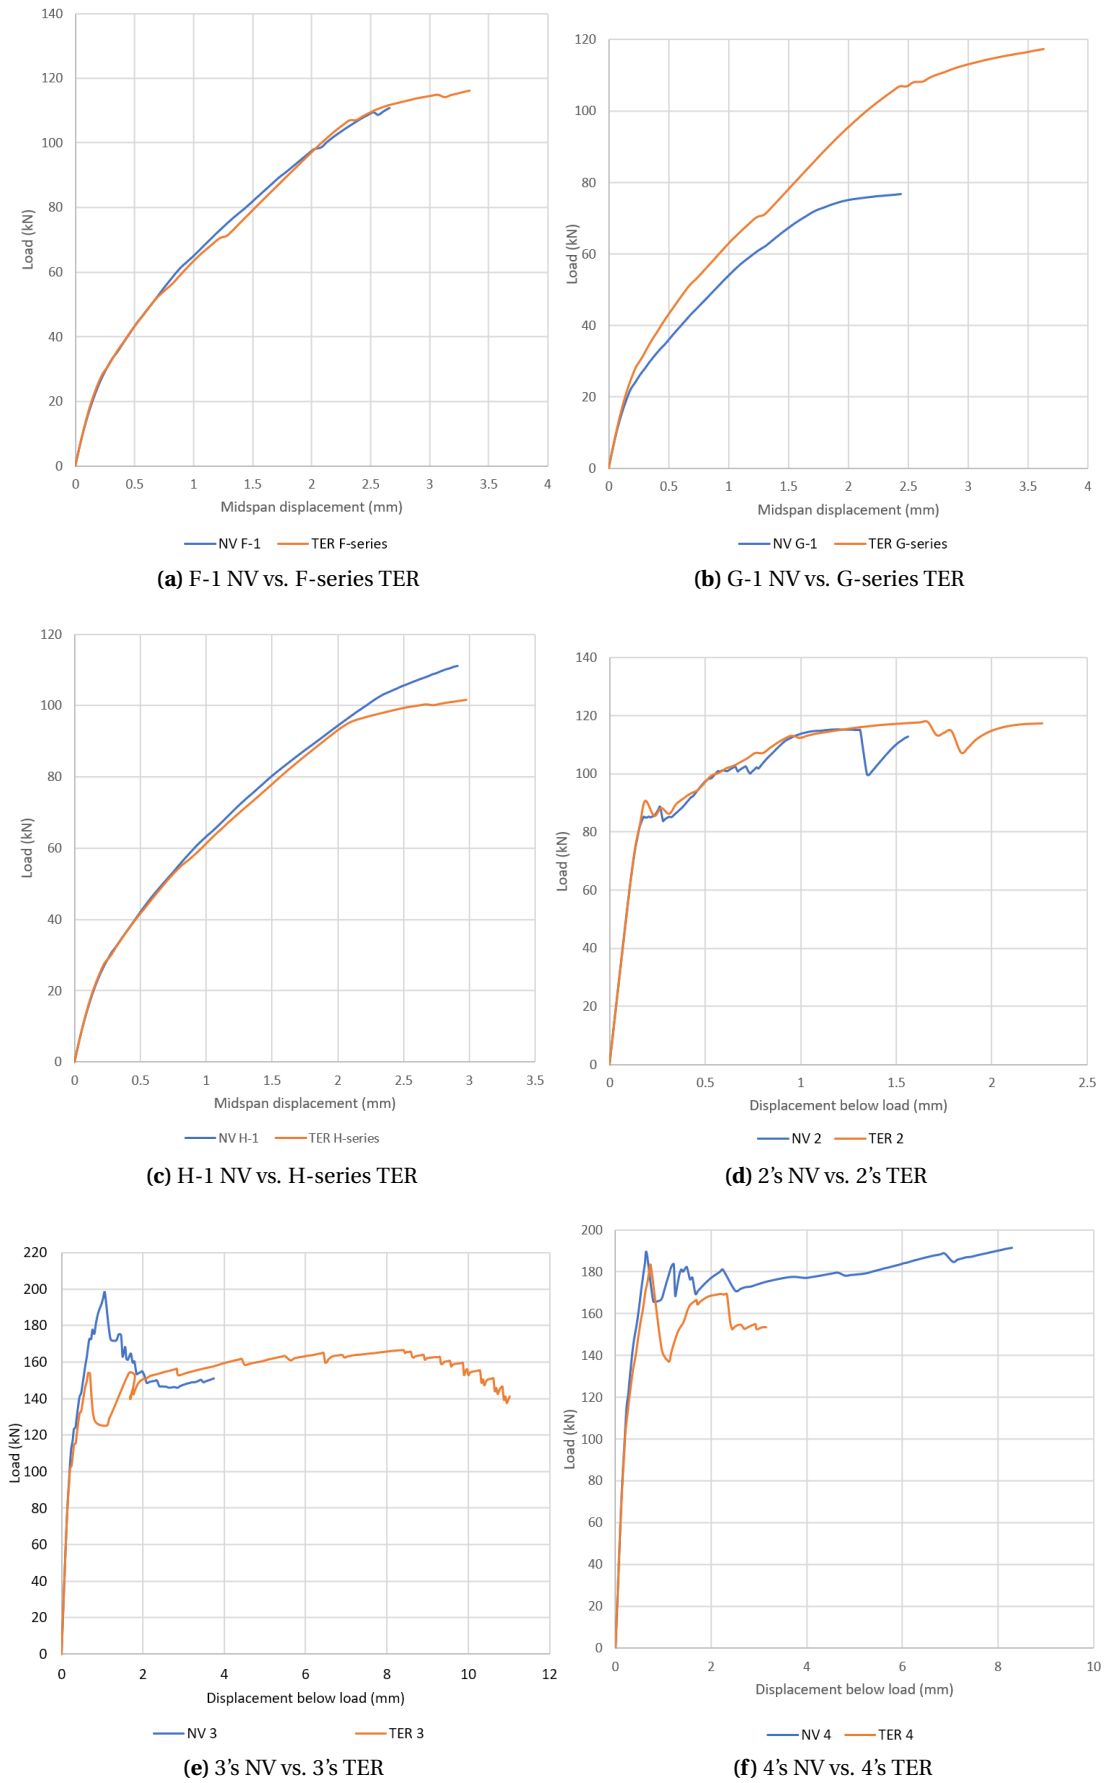 140
120
100
80
60
40
20
0
Load (kN)
0 0.5 1 1.5 2 2.5 3 3.5 4
Midspan displacement (mm)
NV F-1 TER F-series
(a) F-1 NV vs. F-series TER
120
100
80
60
40
20
0
Load (kN)
0 0.5 1 1.5 2 2.5 3 3.5 4
Midspan displacement (mm)
NV G-1 TER G-series
(b) G-1 NV vs. G-series TER
120
100
80
60
40
20
0
Load (kN)
0 0.5 1 1.5 2 2.5 3 3.5
Midspan displacement (mm)
NV H-1 TER H-series
(c) H-1 NV vs. H-series TER
140
120
100
80
60
40
20
0
Load (kN)
0 0.5 1 1.5 2 2.5
Displacement below load (mm)
NV 2 TER 2
(d) 2's NV vs. 2's TER
220
200
180
160
140
120
100
80
60
40
20
0
Load (kN)
0 2 4 6 8 10 12
Displacement below load (mm)
NV 3 TER 3
(e) 3's NV vs. 3's TER
200
180
160
140
120
100
80
60
40
20
0
Load (kN)
0 2 4 6 8 10
Displacement below load (mm)
NV 4 TER 4
(f) 4's NV vs. 4's TER